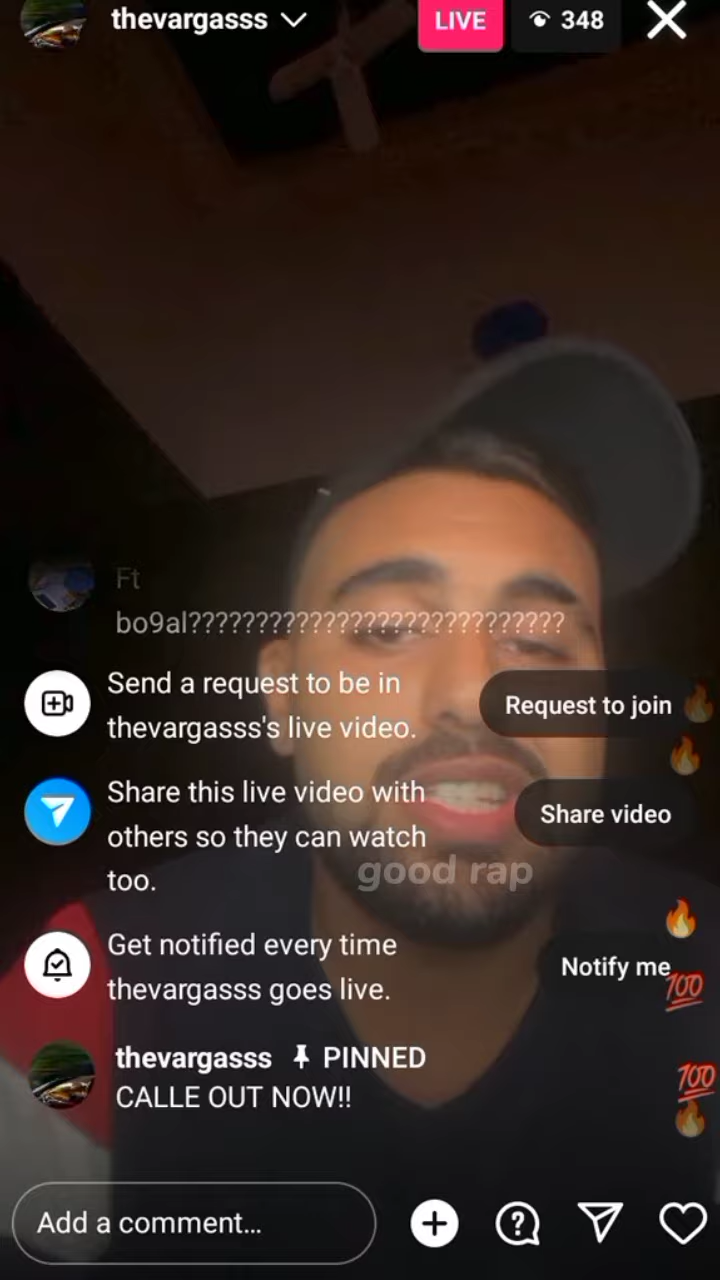 thevargasss
LIVE
348
Ft
bo9al????????????????????????????
Send a request to be in
thevargasss's live video.
Request to join
Share this live video with
others so they can watch
too.
Share video
good rap
Get notified every time
thevargasss goes live.
Notify me
100
thevargasss PINNED
CALLE OUT NOW!!
100
Add a comment...